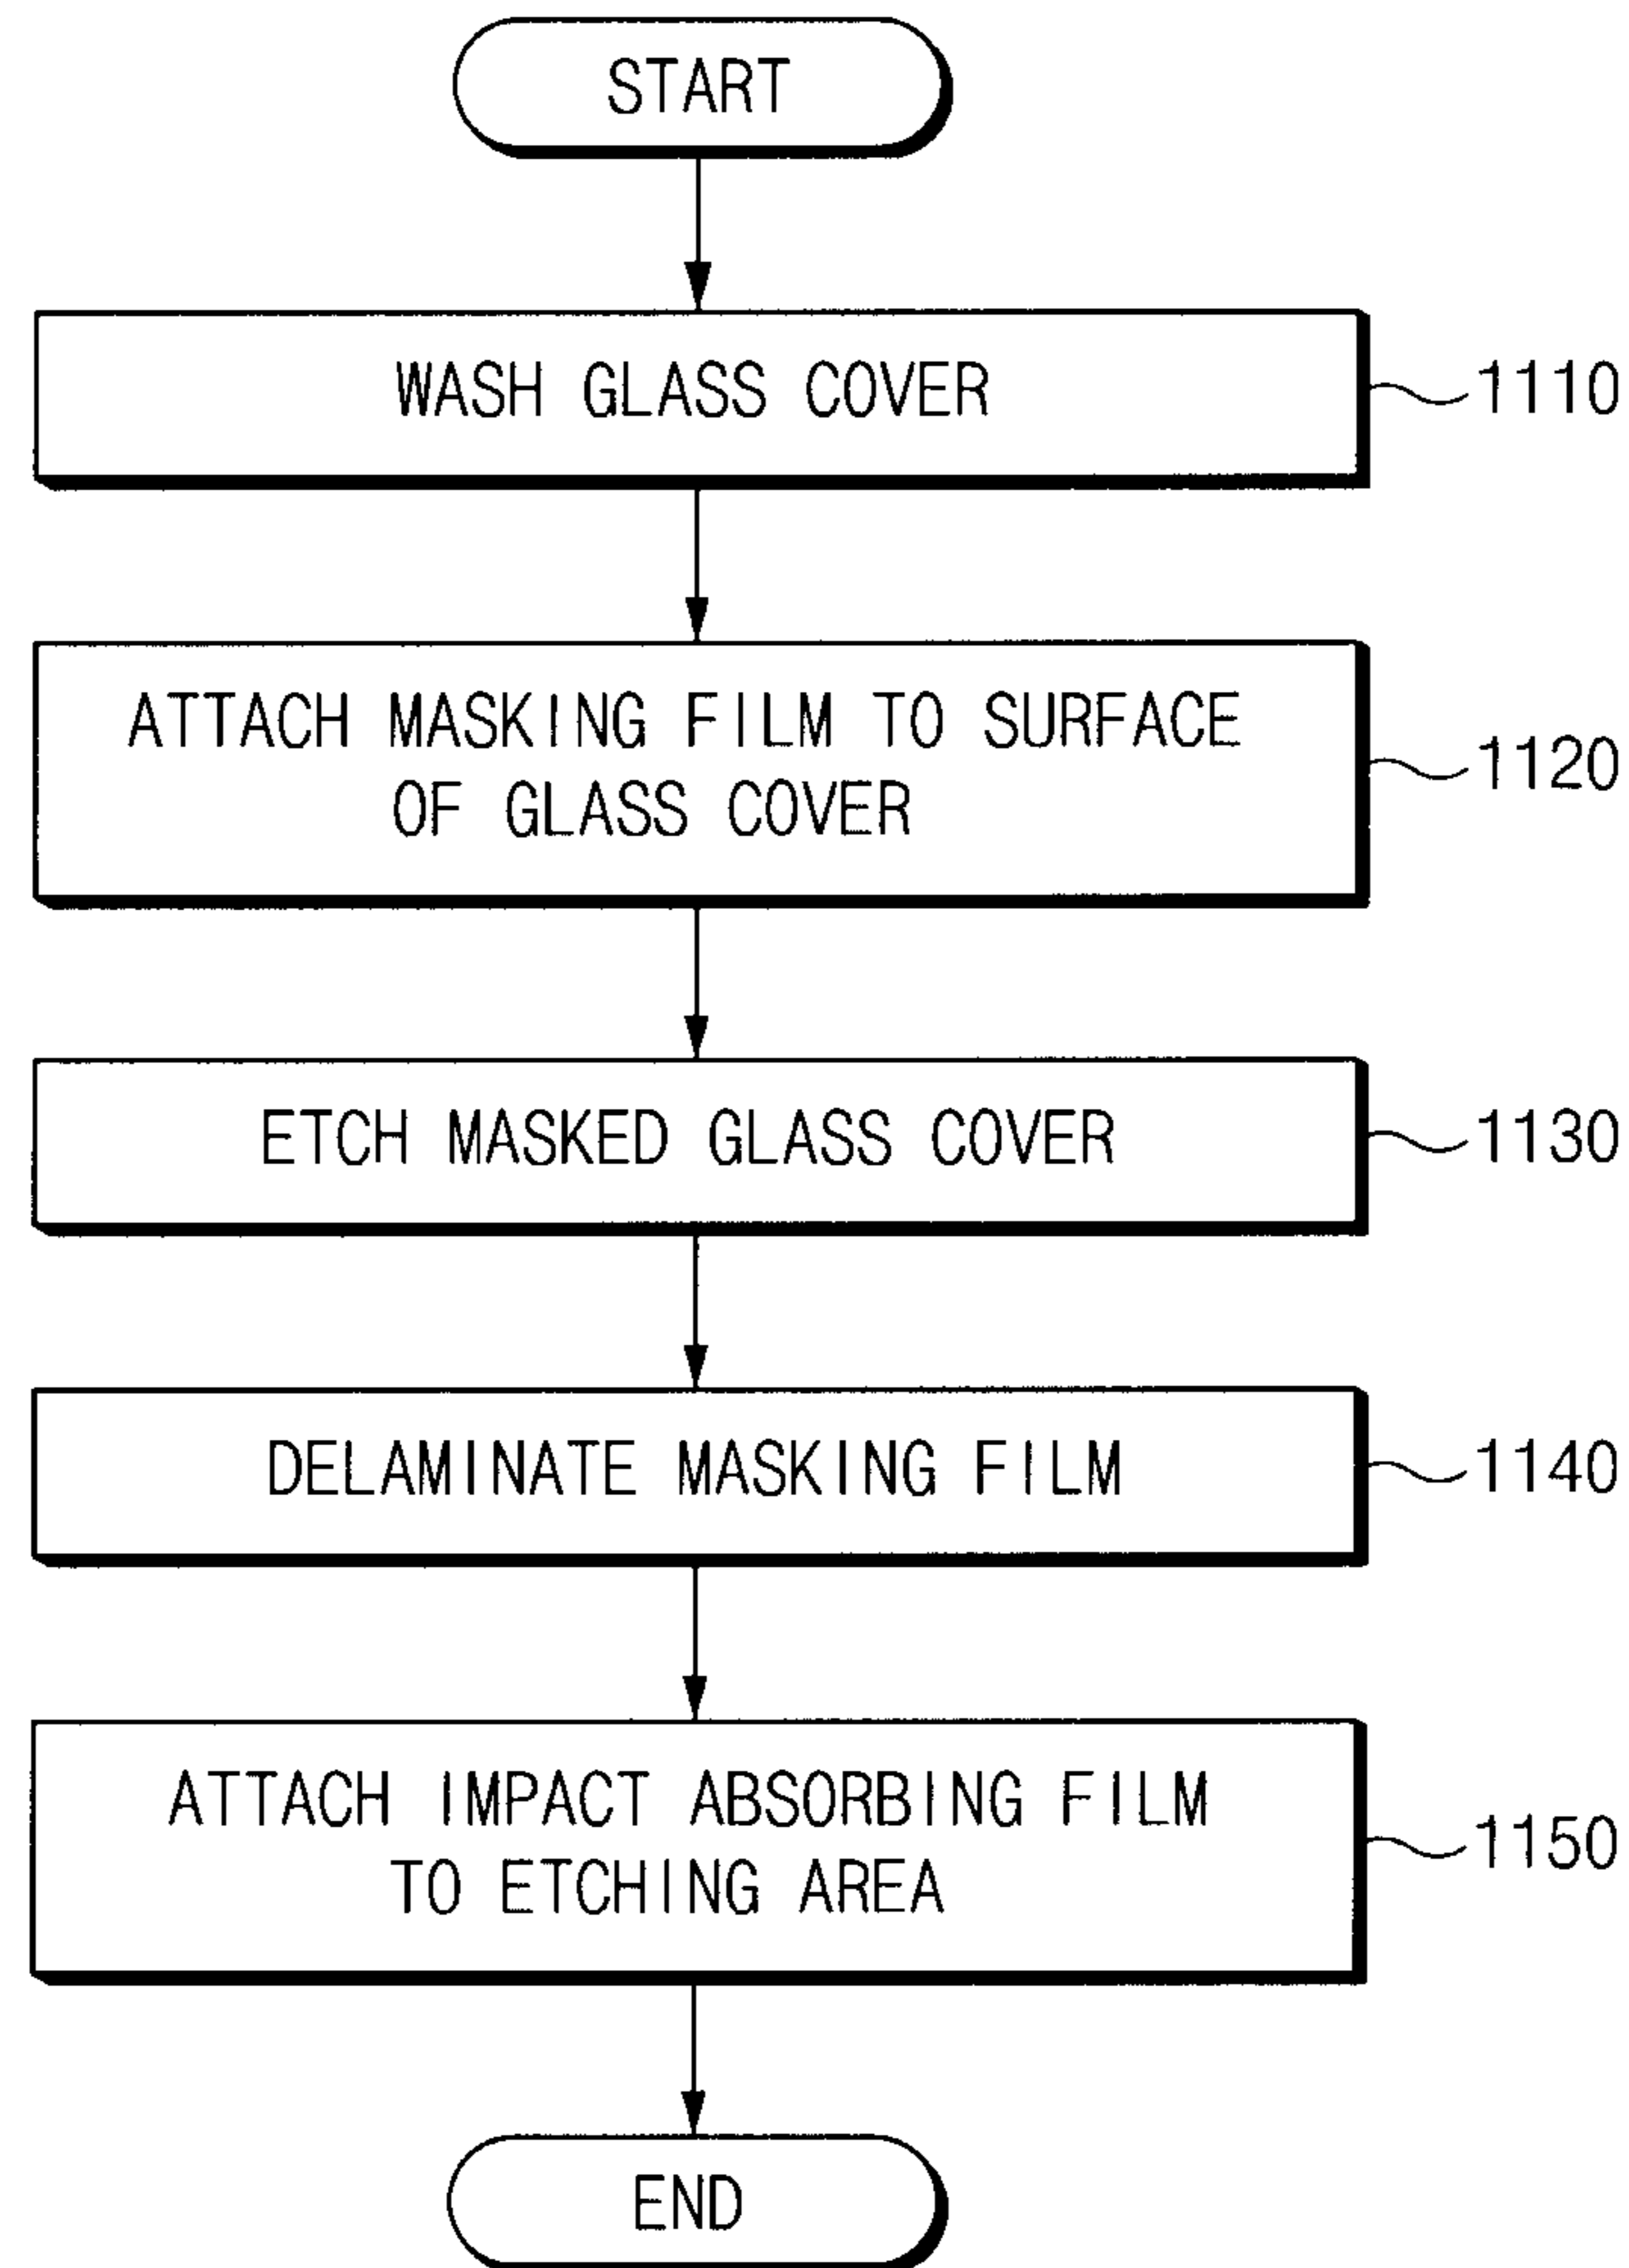 START
WASH GLASS COVER
1110
ATTACH MASKING FILM TO SURFACE
OF GLASS COVER
1120
ETCH MASKED GLASS COVER
1130
DELAMINATE MASKING FILM
1140
ATTACH IMPACT ABSORBING FILM
TO ETCHING AREA
1150
END